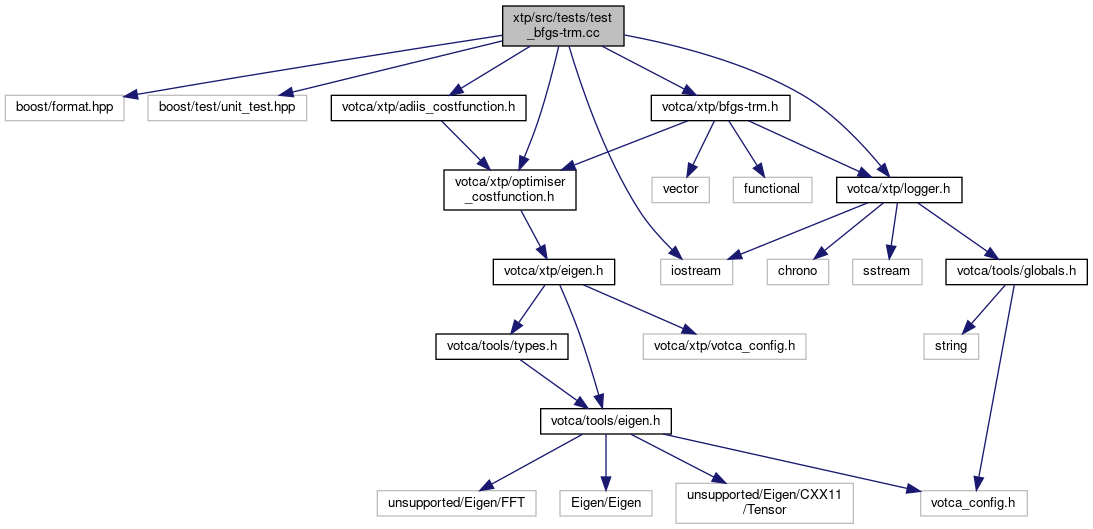 xtp/src/tests/test
_bfgs-trm.cc
boost/format.hpp
boost/test/unit_test.hpp
votca/xtp/adiis_costfunction.h
votca/xtp/bfgs-trm.h
votca/xtp/optimiser
_costfunction.h
vector
functional
votca/xtp/logger.h
votca/xtp/eigen.h
iostream
chrono
sstream
votca/tools/globals.h
votca/tools/types.h
votca/xtp/votca_config.h
string
votca/tools/eigen.h
unsupported/Eigen/FFT
Eigen/Eigen
unsupported/Eigen/CXX11
/Tensor
votca_config.h